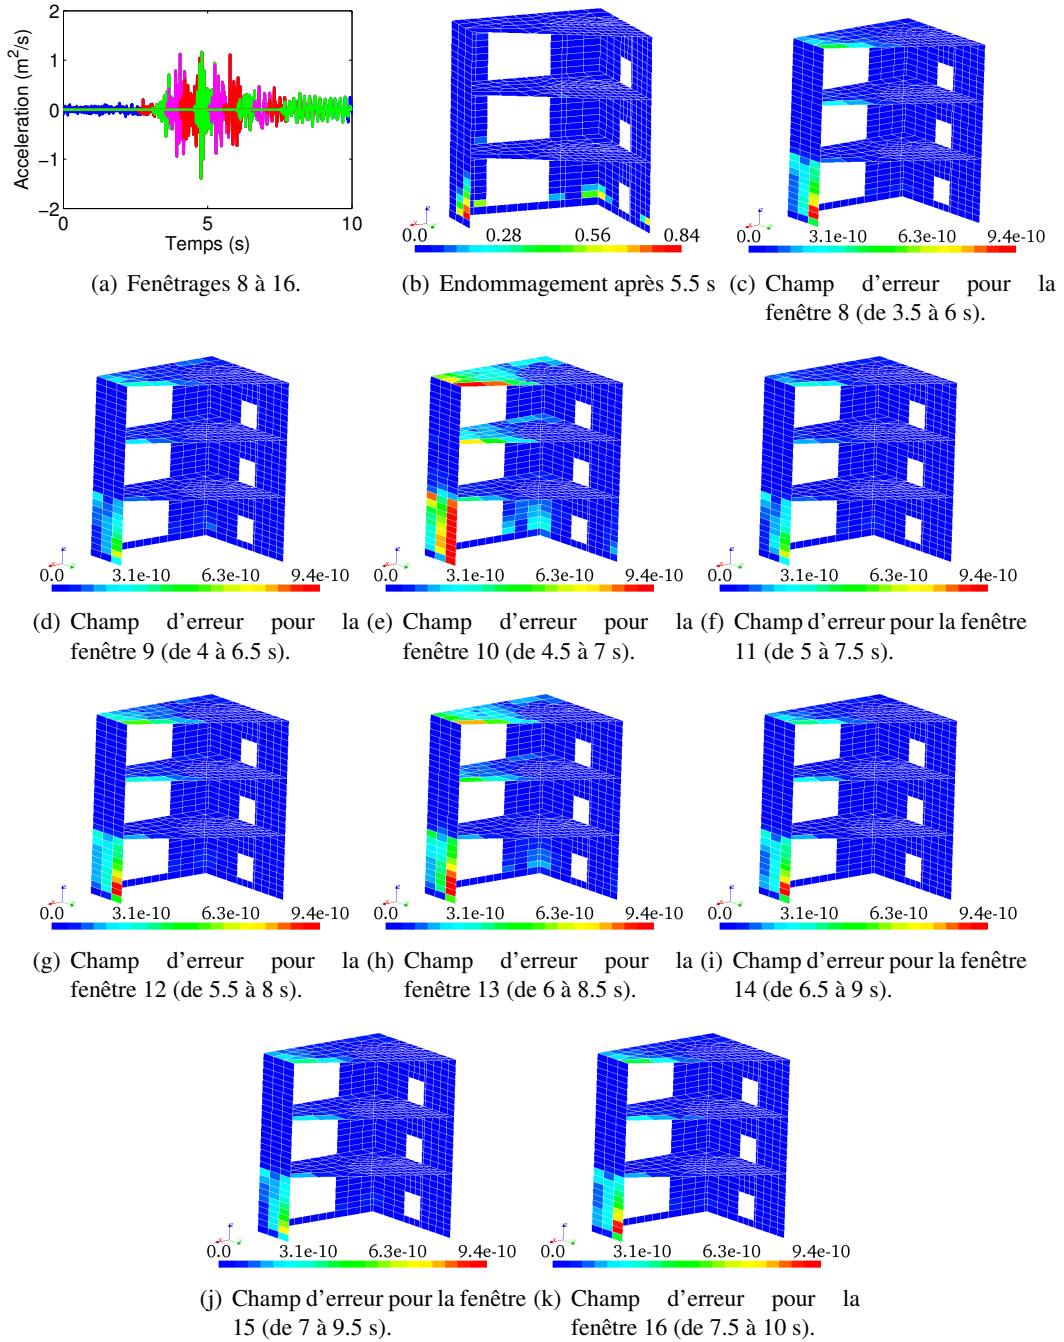 2
1
0
−1
−2
0
5
10
Acceleration (m²/s)
Temps (s)
(a) Fenêtrages 8 à 16.
0.0 0.28 0.56 0.84
(b) Endommagement après 5.5 s
0.0 3.1e-10 6.3e-10 9.4e-10
(c) Champ d'erreur pour la
fenêtre 8 (de 3.5 à 6 s).
0.0 3.1e-10 6.3e-10 9.4e-10
(d) Champ d'erreur pour la
fenêtre 9 (de 4 à 6.5 s).
0.0 3.1e-10 6.3e-10 9.4e-10
(e) Champ d'erreur pour la
fenêtre 10 (de 4.5 à 7 s).
0.0 3.1e-10 6.3e-10 9.4e-10
(f) Champ d'erreur pour la fenêtre
11 (de 5 à 7.5 s).
0.0 3.1e-10 6.3e-10 9.4e-10
(g) Champ d'erreur pour la
fenêtre 12 (de 5.5 à 8 s).
0.0 3.1e-10 6.3e-10 9.4e-10
(h) Champ d'erreur pour la
fenêtre 13 (de 6 à 8.5 s).
0.0 3.1e-10 6.3e-10 9.4e-10
(i) Champ d'erreur pour la fenêtre
14 (de 6.5 à 9 s).
0.0 3.1e-10 6.3e-10 9.4e-10
(j) Champ d'erreur pour la fenêtre
15 (de 7 à 9.5 s).
0.0 3.1e-10 6.3e-10 9.4e-10
(k) Champ d'erreur pour la
fenêtre 16 (de 7.5 à 10 s).